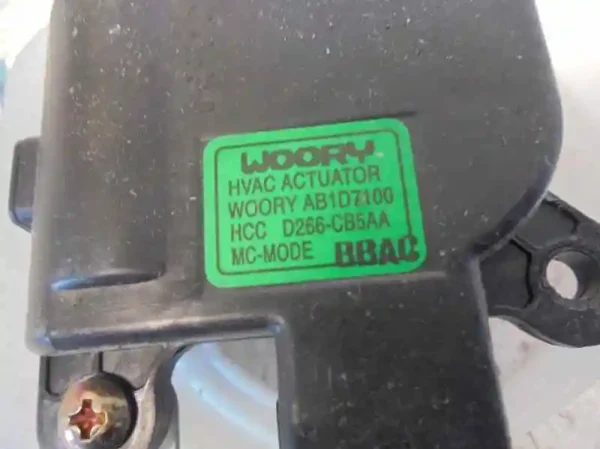 WOORY
HVAC ACTUATOR
WOORY AB1D7100
HCC D266-CB5AA
MC-MODE BBAC